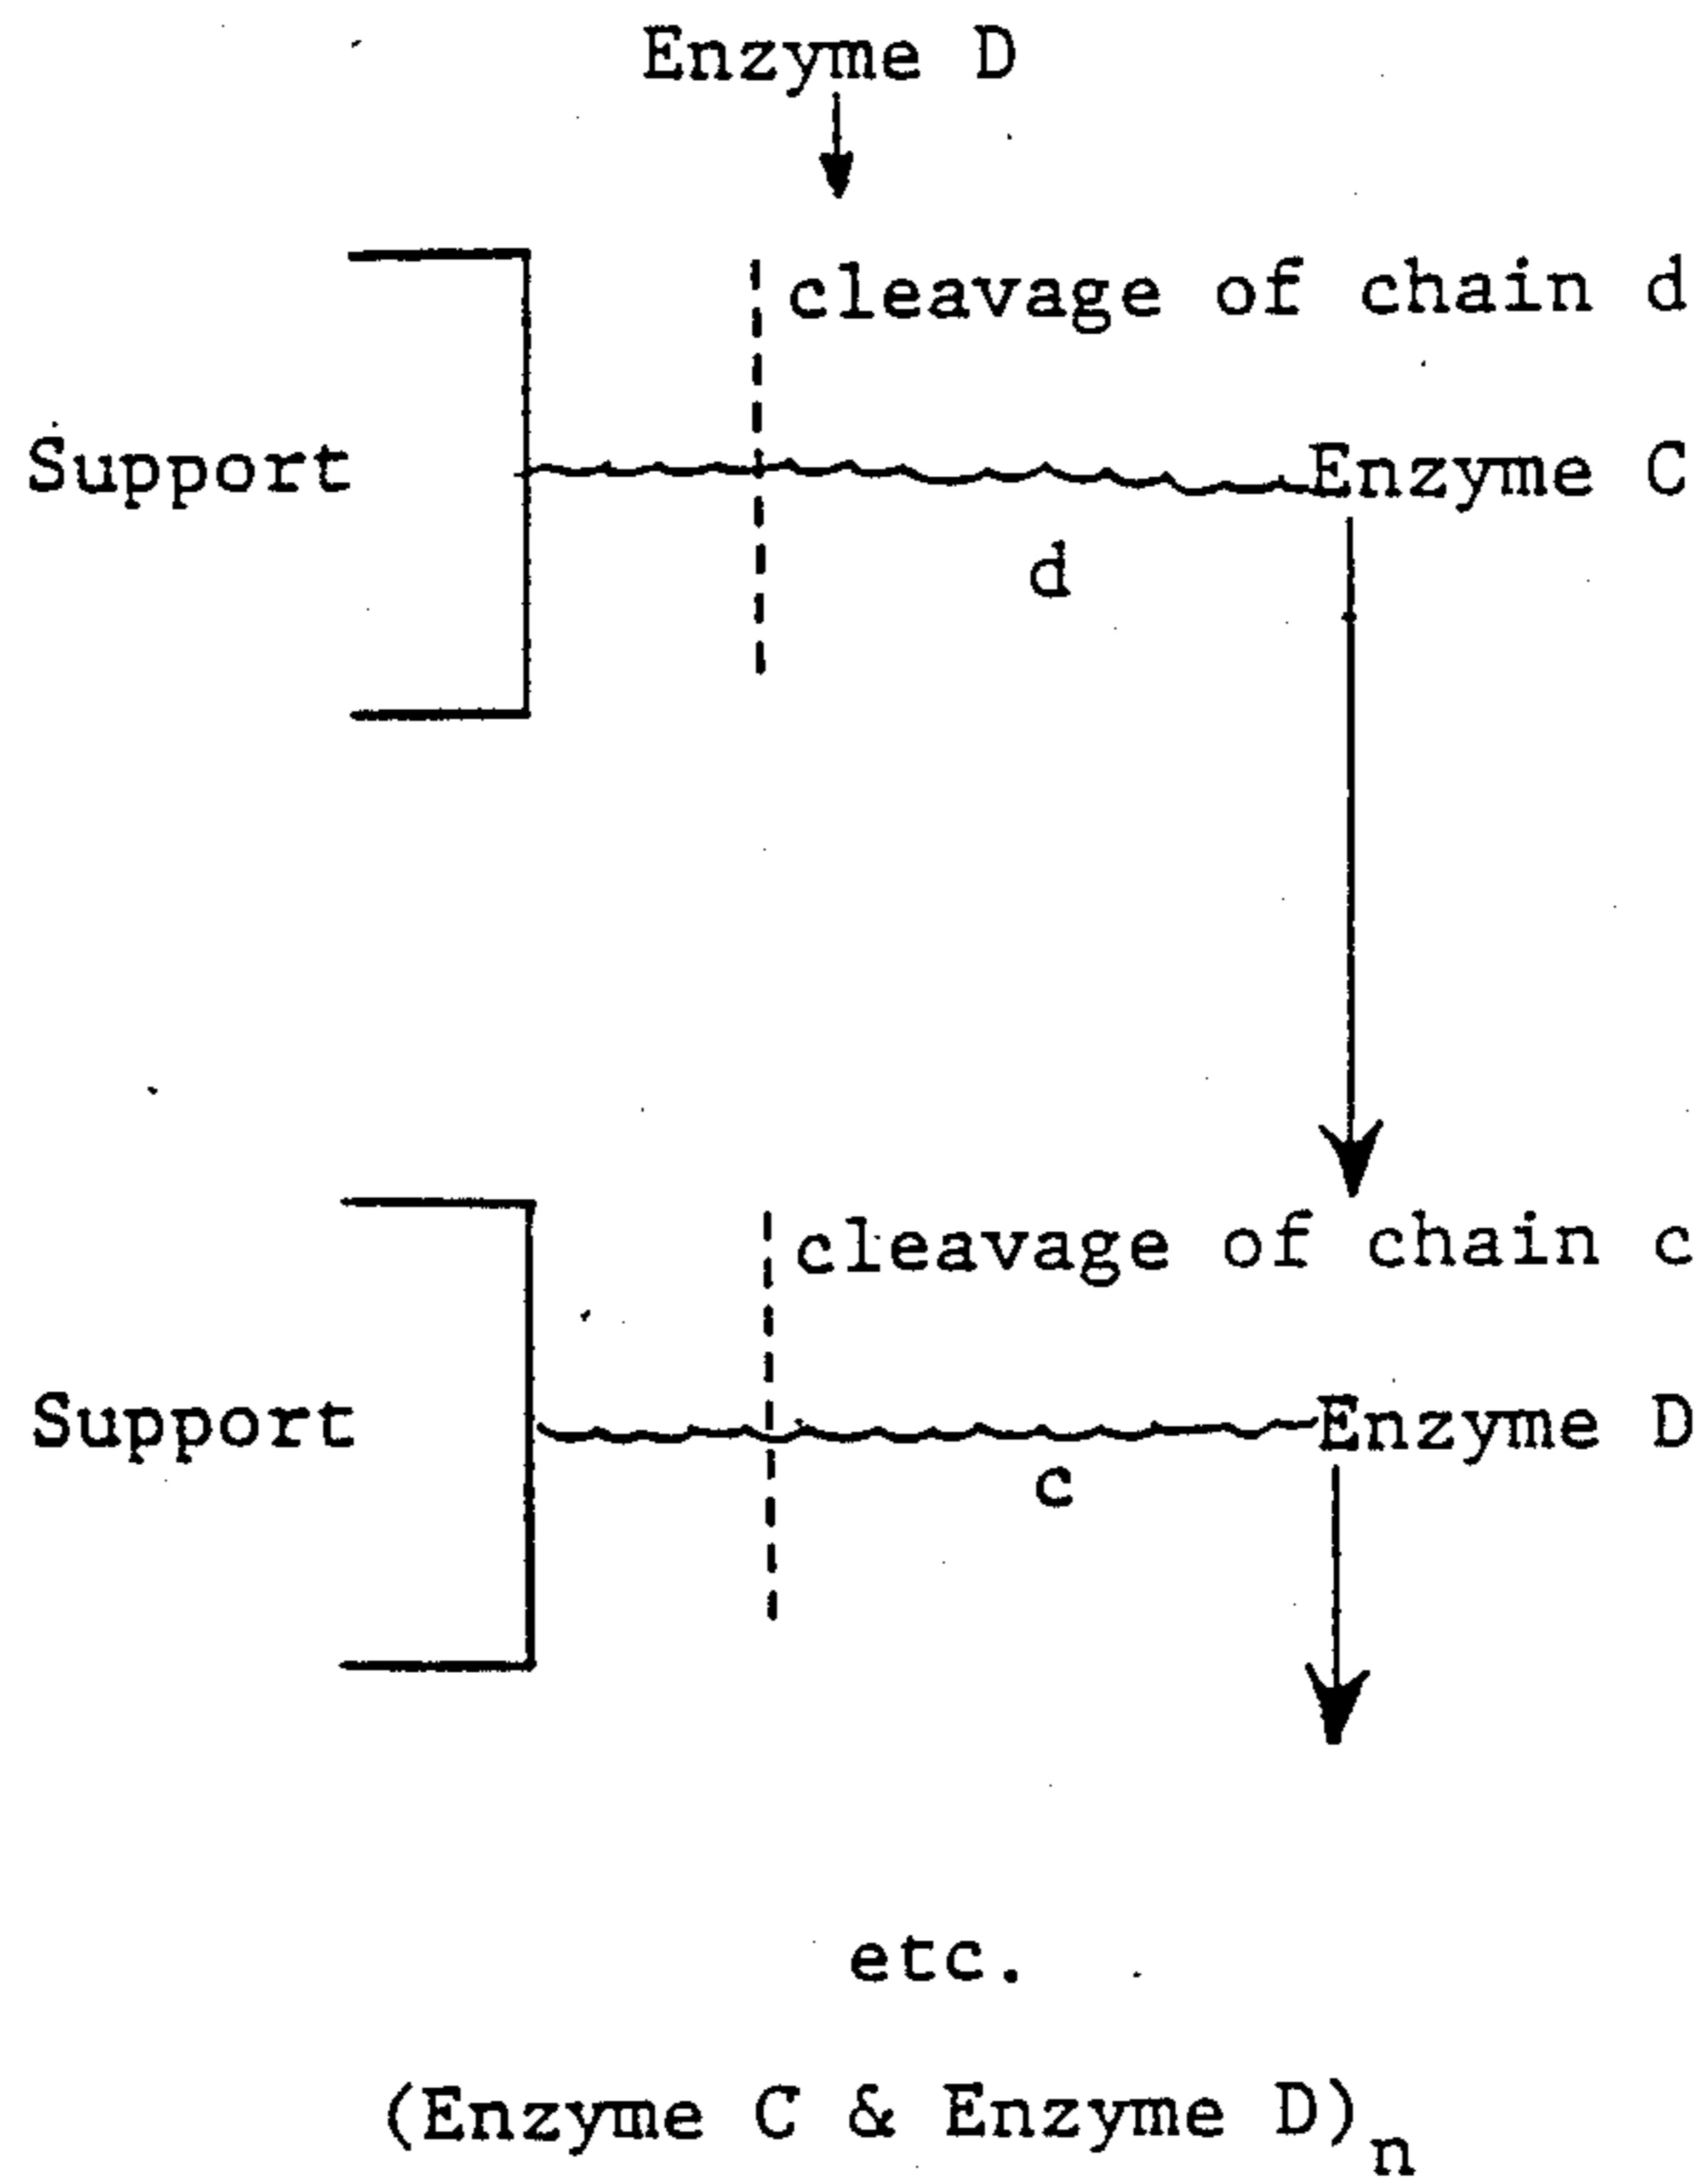 Enzyme D
cleavage of chain d
Support
Enzyme C
d
cleavage of chain c
Support
Enzyme D
c
etc.
(Enzyme C & Enzyme D)n